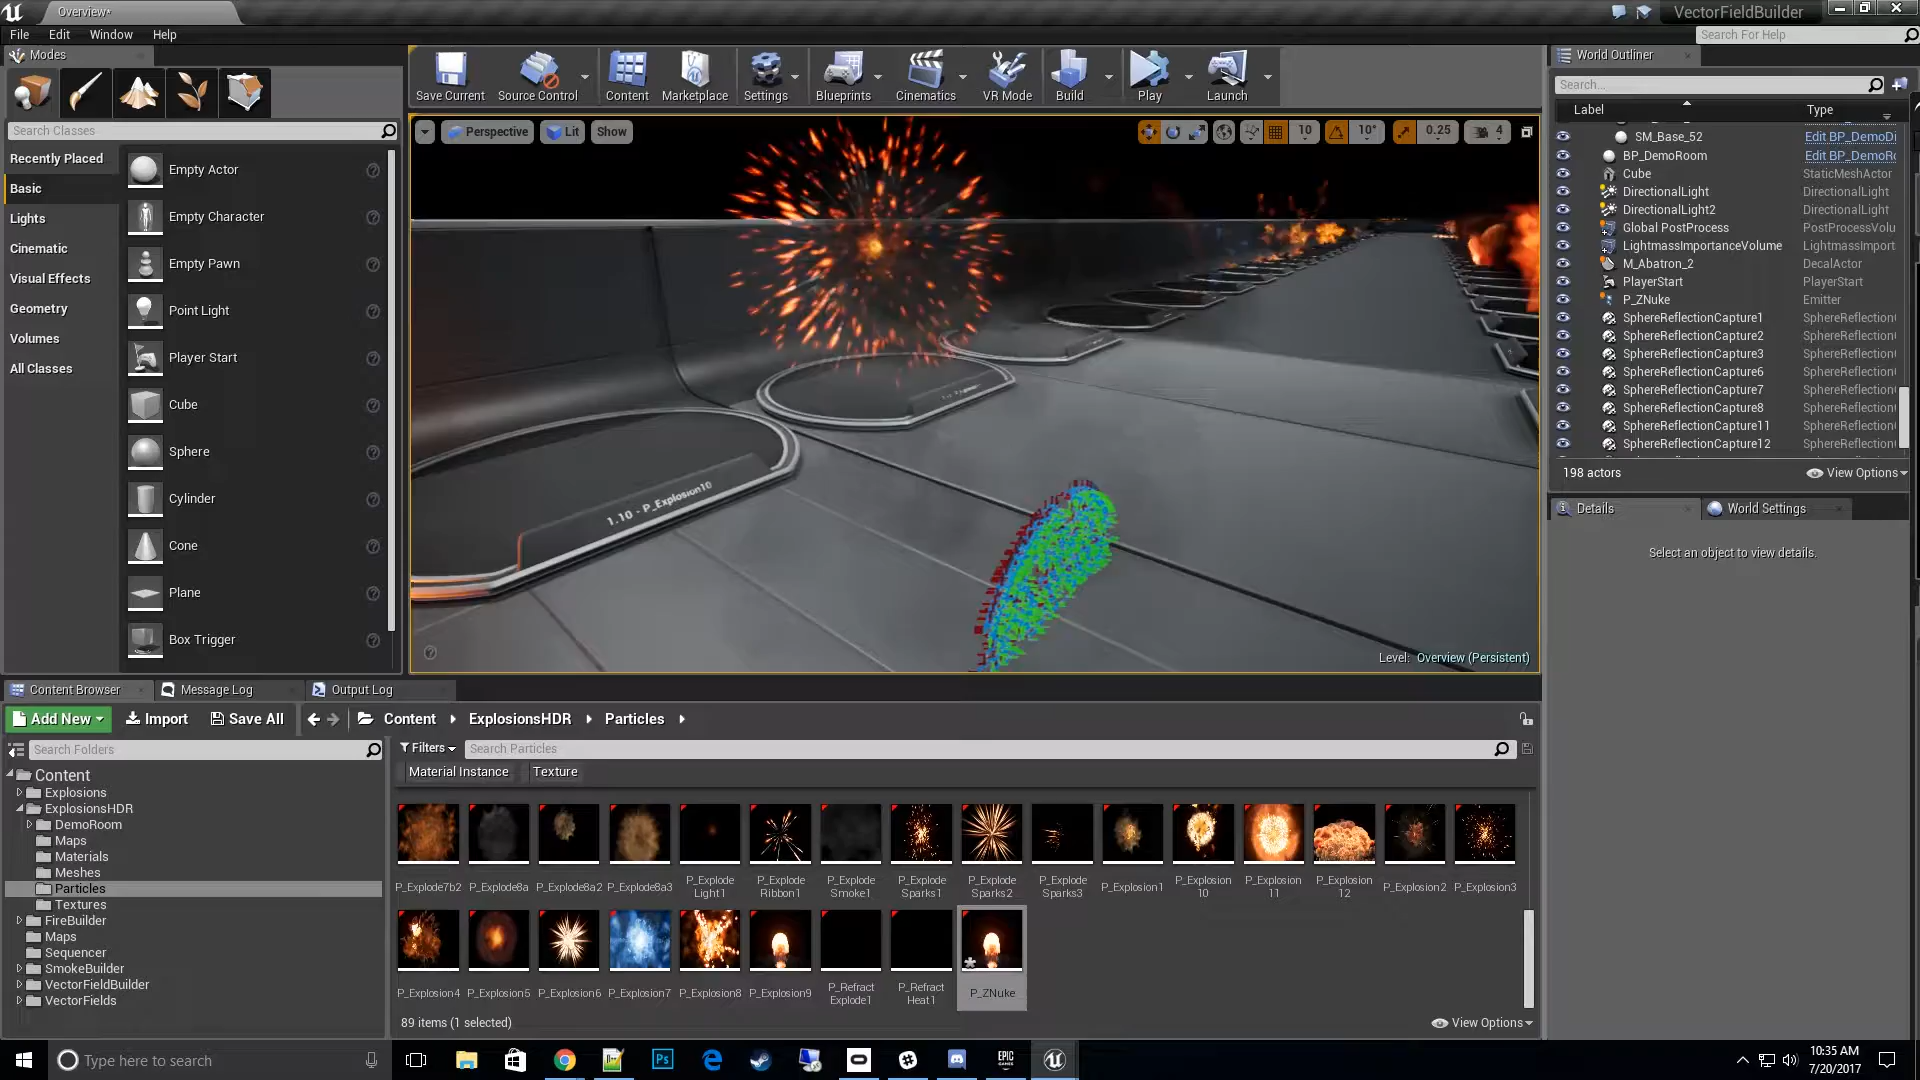 Overview*
VectorFieldBuilder
File Edit Window Help
Search For Help
Modes
Save Current
Source Control
Content
Marketplace
Settings
Blueprints
Cinematics
VR Mode
Build
Play
Launch
Search Classes
Recently Placed
Basic
Lights
Cinematic
Visual Effects
Geometry
Volumes
All Classes
Empty Actor
Empty Character
Empty Pawn
Point Light
Player Start
Cube
Sphere
Cylinder
Cone
Plane
Box Trigger
Perspective
Lit
Show
10
10°
0.25
4
1.10 - P_Explosion10
Level: Overview (Persistent)
World Outliner
Search...
Label Type
SM_Base_52 Edit BP_DemoDi
BP_DemoRoom Edit BP_DemoRo
Cube StaticMeshActor
DirectionalLight DirectionalLight
DirectionalLight2 DirectionalLight
Global PostProcess PostProcessVolu
LightmassImportanceVolume LightmassImport
M_Abatron_2 DecalActor
PlayerStart PlayerStart
P_ZNuke Emitter
SphereReflectionCapture1 SphereReflection
SphereReflectionCapture2 SphereReflection
SphereReflectionCapture3 SphereReflection
SphereReflectionCapture6 SphereReflection
SphereReflectionCapture7 SphereReflection
SphereReflectionCapture8 SphereReflection
SphereReflectionCapture11 SphereReflection
SphereReflectionCapture12 SphereReflection
198 actors
View Options
Details
World Settings
Select an object to view details.
Content Browser
Message Log
Output Log
Add New
Import
Save All
Content
ExplosionsHDR
Particles
Search Folders
Filters
Search Particles
Material Instance
Texture
Content
Explosions
ExplosionsHDR
DemoRoom
Maps
Materials
Meshes
Particles
Textures
FireBuilder
Maps
Sequencer
SmokeBuilder
VectorFieldBuilder
VectorFields
P_Explode7b2
P_Explode8a
P_Explode8a2
P_Explode8a3
P_Explode
Light1
P_Explode
Ribbon1
P_Explode
Smoke1
P_Explode
Sparks1
P_Explode
Sparks2
P_Explode
Sparks3
P_Explosion1
P_Explosion
10
P_Explosion
11
P_Explosion
12
P_Explosion2
P_Explosion3
P_Explosion4
P_Explosion5
P_Explosion6
P_Explosion7
P_Explosion8
P_Explosion9
P_Refract
Explode1
P_Refract
Heat1
P_ZNuke
89 items (1 selected)
View Options
Type here to search
Ps
EPIC
GAMES
10:35 AM
7/20/2017